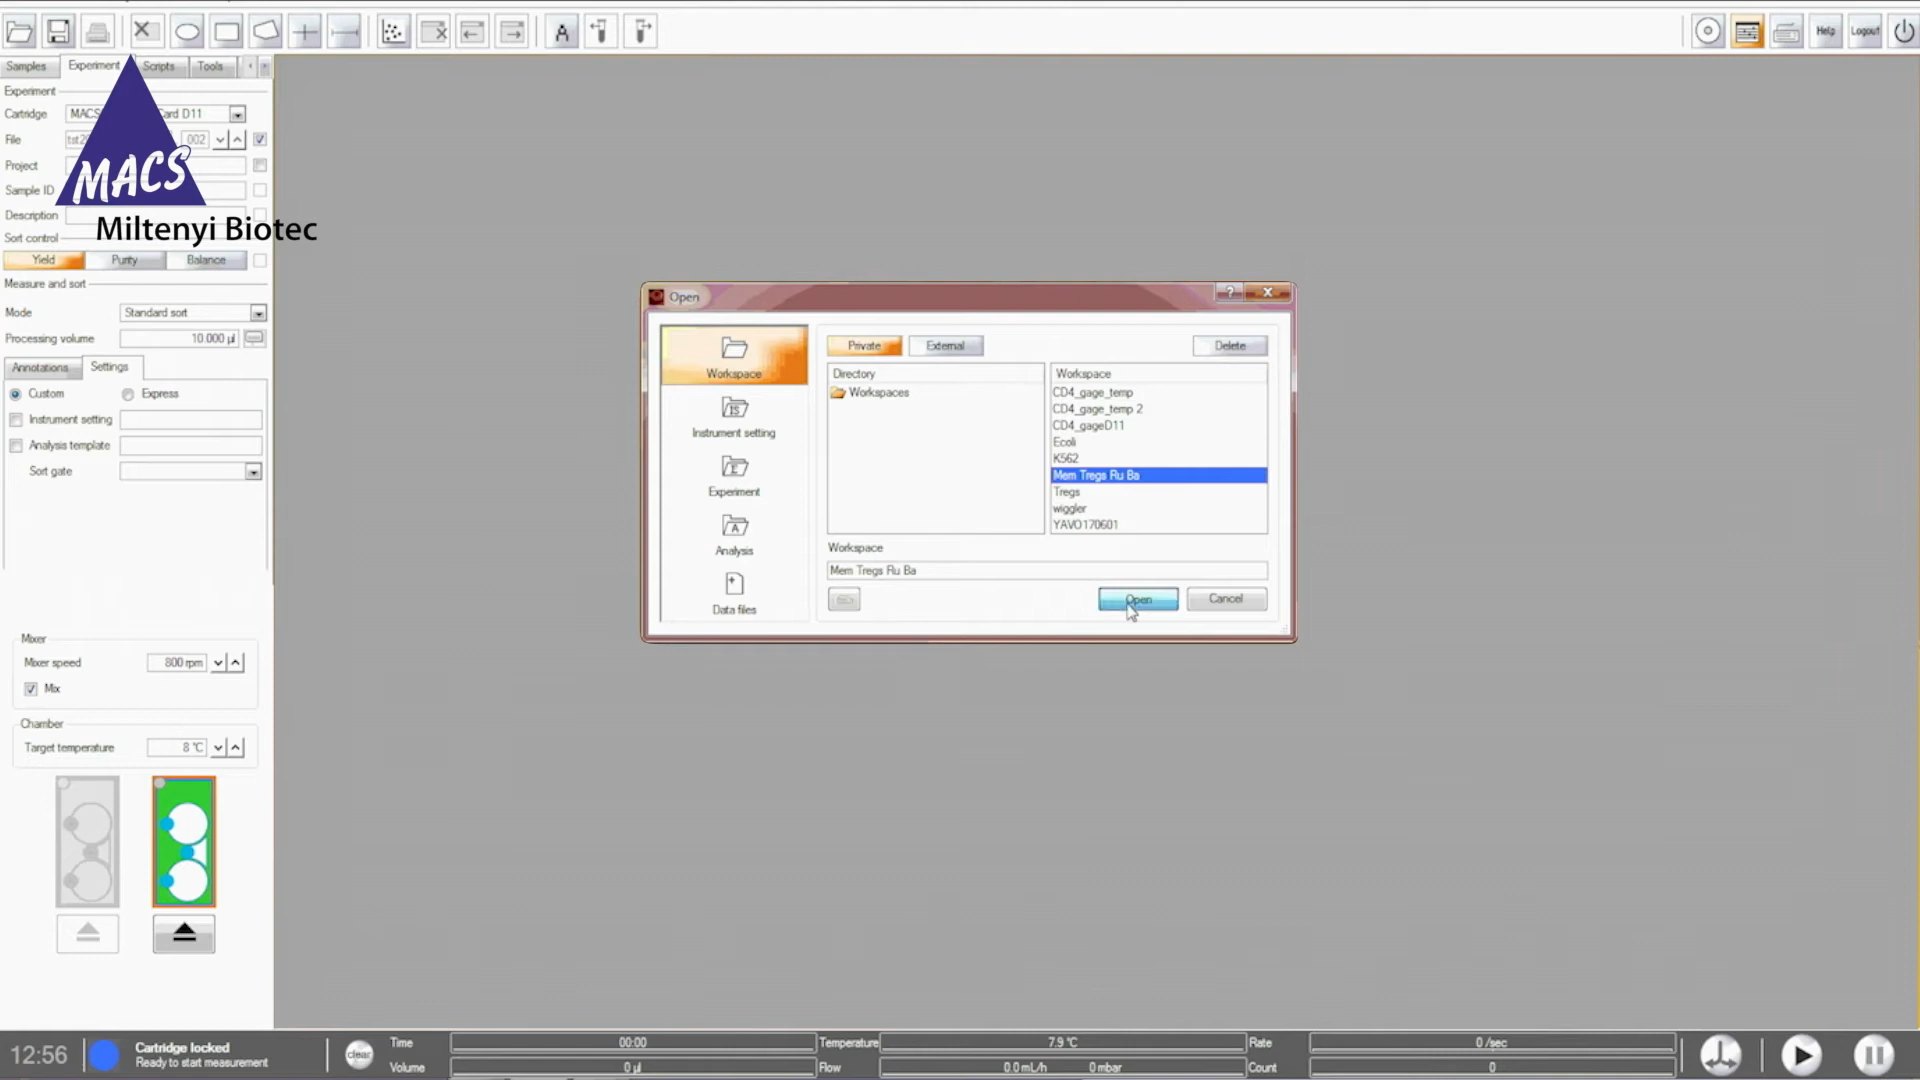 Help
Logout
Samples
Experiment
Scripts
Tools
Experiment
Cartridge
MACS
Card D11
File
tst2
002
Project
Sample ID
Description
MACS
Miltenyi Biotec
Sort control
Yield
Purity
Balance
Measure and sort
Mode
Standard sort
Processing volume
10.000 µl
Annotations
Settings
Custom
Express
Instrument setting
Analysis template
Sort gate
Mixer
Mixer speed
800 rpm
Mix
Chamber
Target temperature
8 °C
Open
?
X
Workspace
IS
Instrument setting
E
Experiment
A
Analysis
Data files
Private
External
Delete
Directory
Workspaces
Workspace
CD4_gage_temp
CD4_gage_temp 2
CD4_gageD11
Ecoli
K562
Mem Tregs Ru Ba
Tregs
wiggler
YAVO170601
Workspace
Mem Tregs Ru Ba
Open
Cancel
12:56
Cartridge locked
Ready to start measurement
clear
Time
00:00
Volume
0 µl
Temperature
7.9 °C
Flow
0.0 mL/h
0 mbar
Rate
0 /sec
Count
0